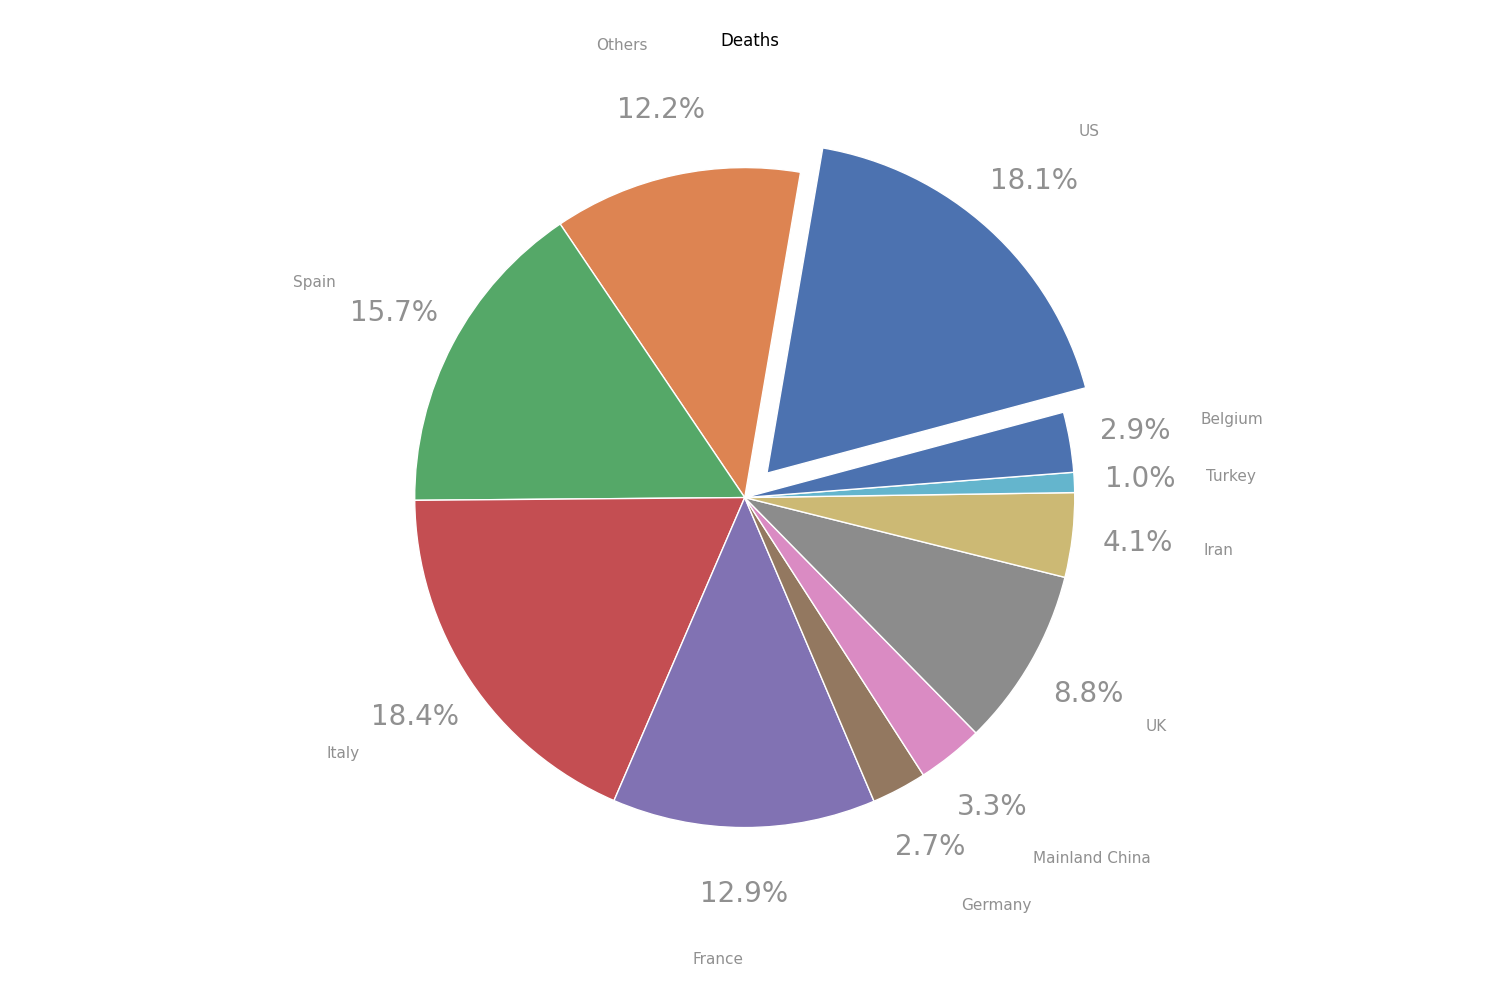 Deaths
Others
12.2%
US
18.1%
Spain
15.7%
Belgium
2.9%
Turkey
1.0%
Iran
4.1%
UK
8.8%
Italy
18.4%
Mainland China
3.3%
Germany
2.7%
France
12.9%